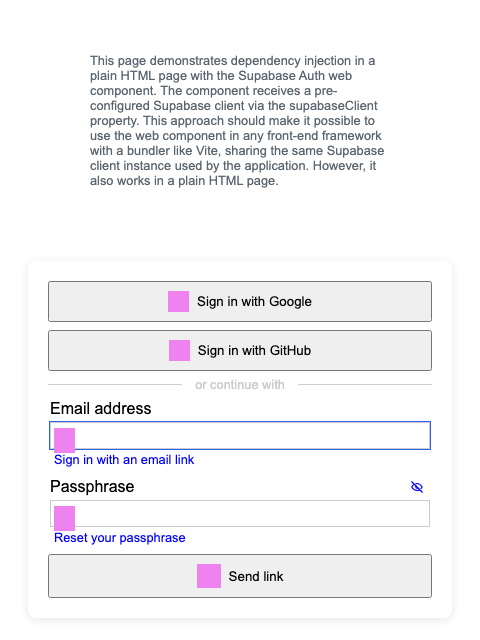 This page demonstrates dependency injection in a
plain HTML page with the Supabase Auth web
component. The component receives a pre-
configured Supabase client via the supabaseClient
property. This approach should make it possible to
use the web component in any front-end framework
with a bundler like Vite, sharing the same Supabase
client instance used by the application. However, it
also works in a plain HTML page.
Sign in with Google
Sign in with GitHub
or continue with
Email address
Sign in with an email link
Passphrase
Reset your passphrase
Send link